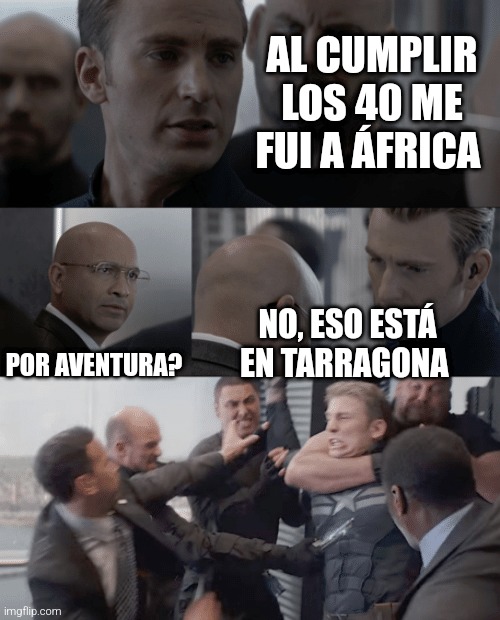 AL CUMPLIR
LOS 40 ME
FUI A ÁFRICA
POR AVENTURA?
NO, ESO ESTÁ
EN TARRAGONA
imgflip.com